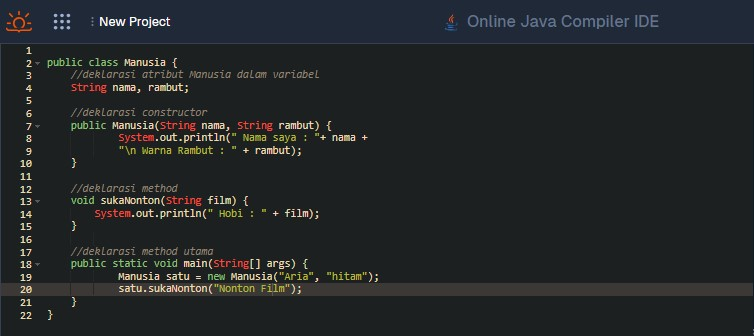 New Project
Online Java Compiler IDE
1
2 public class Manusia {
3 //deklarasi atribut Manusia dalam variabel
4 String nama, rambut;
5
6 //deklarasi constructor
7 public Manusia(String nama, String rambut) {
8 System.out.println(" Nama saya : "+ nama +
9 "\n Warna Rambut : " + rambut);
10 }
11
12 //deklarasi method
13 void sukaNonton(String film) {
14 System.out.println(" Hobi : " + film);
15 }
16
17 //deklarasi method utama
18 public static void main(String[] args) {
19 Manusia satu = new Manusia("Aria", "hitam");
20 satu.sukaNonton("Nonton Film");
21 }
22 }